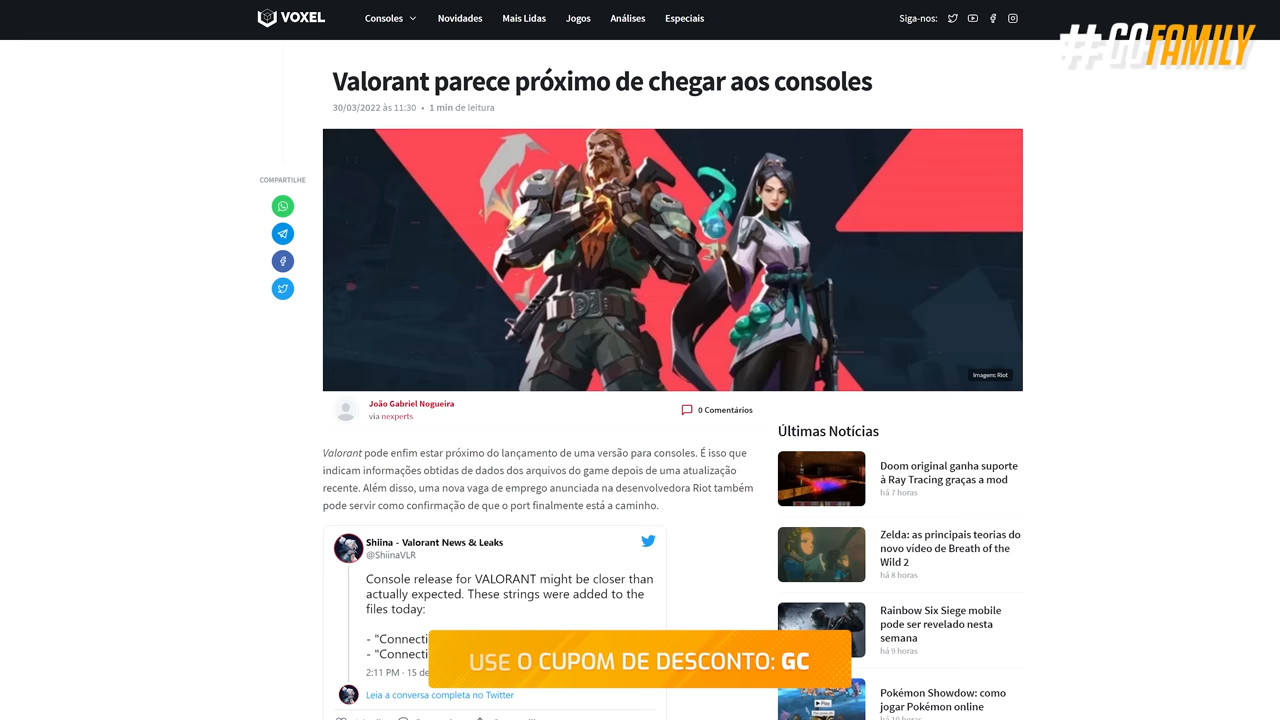 VOXEL
Consoles
Novidades
Mais Lidas
Jogos
Análises
Especiais
Siga-nos:
#GOFAMILY
Valorant parece próximo de chegar aos consoles
30/03/2022 às 11:30 • 1 min de leitura
COMPARTILHE
Imagem: Riot
João Gabriel Nogueira
via nexperts
0 Comentários
Valorant pode enfim estar próximo do lançamento de uma versão para consoles. É isso que
indicam informações obtidas de dados dos arquivos do game depois de uma atualização
recente. Além disso, uma nova vaga de emprego anunciada na desenvolvedora Riot também
pode servir como confirmação de que o port finalmente está a caminho.
Shiina - Valorant News & Leaks
@ShiinaVLR
Console release for VALORANT might be closer than
actually expected. These strings were added to the
files today:
- "Connecti
- "Connecti
2:11 PM · 15 de
Leia a conversa completa no Twitter
Últimas Notícias
Doom original ganha suporte
à Ray Tracing graças a mod
há 7 horas
Zelda: as principais teorias do
novo vídeo de Breath of the
Wild 2
há 8 horas
Rainbow Six Siege mobile
pode ser revelado nesta
semana
há 9 horas
Pokémon Showdow: como
jogar Pokémon online
Play
USE O CUPOM DE DESCONTO: GC